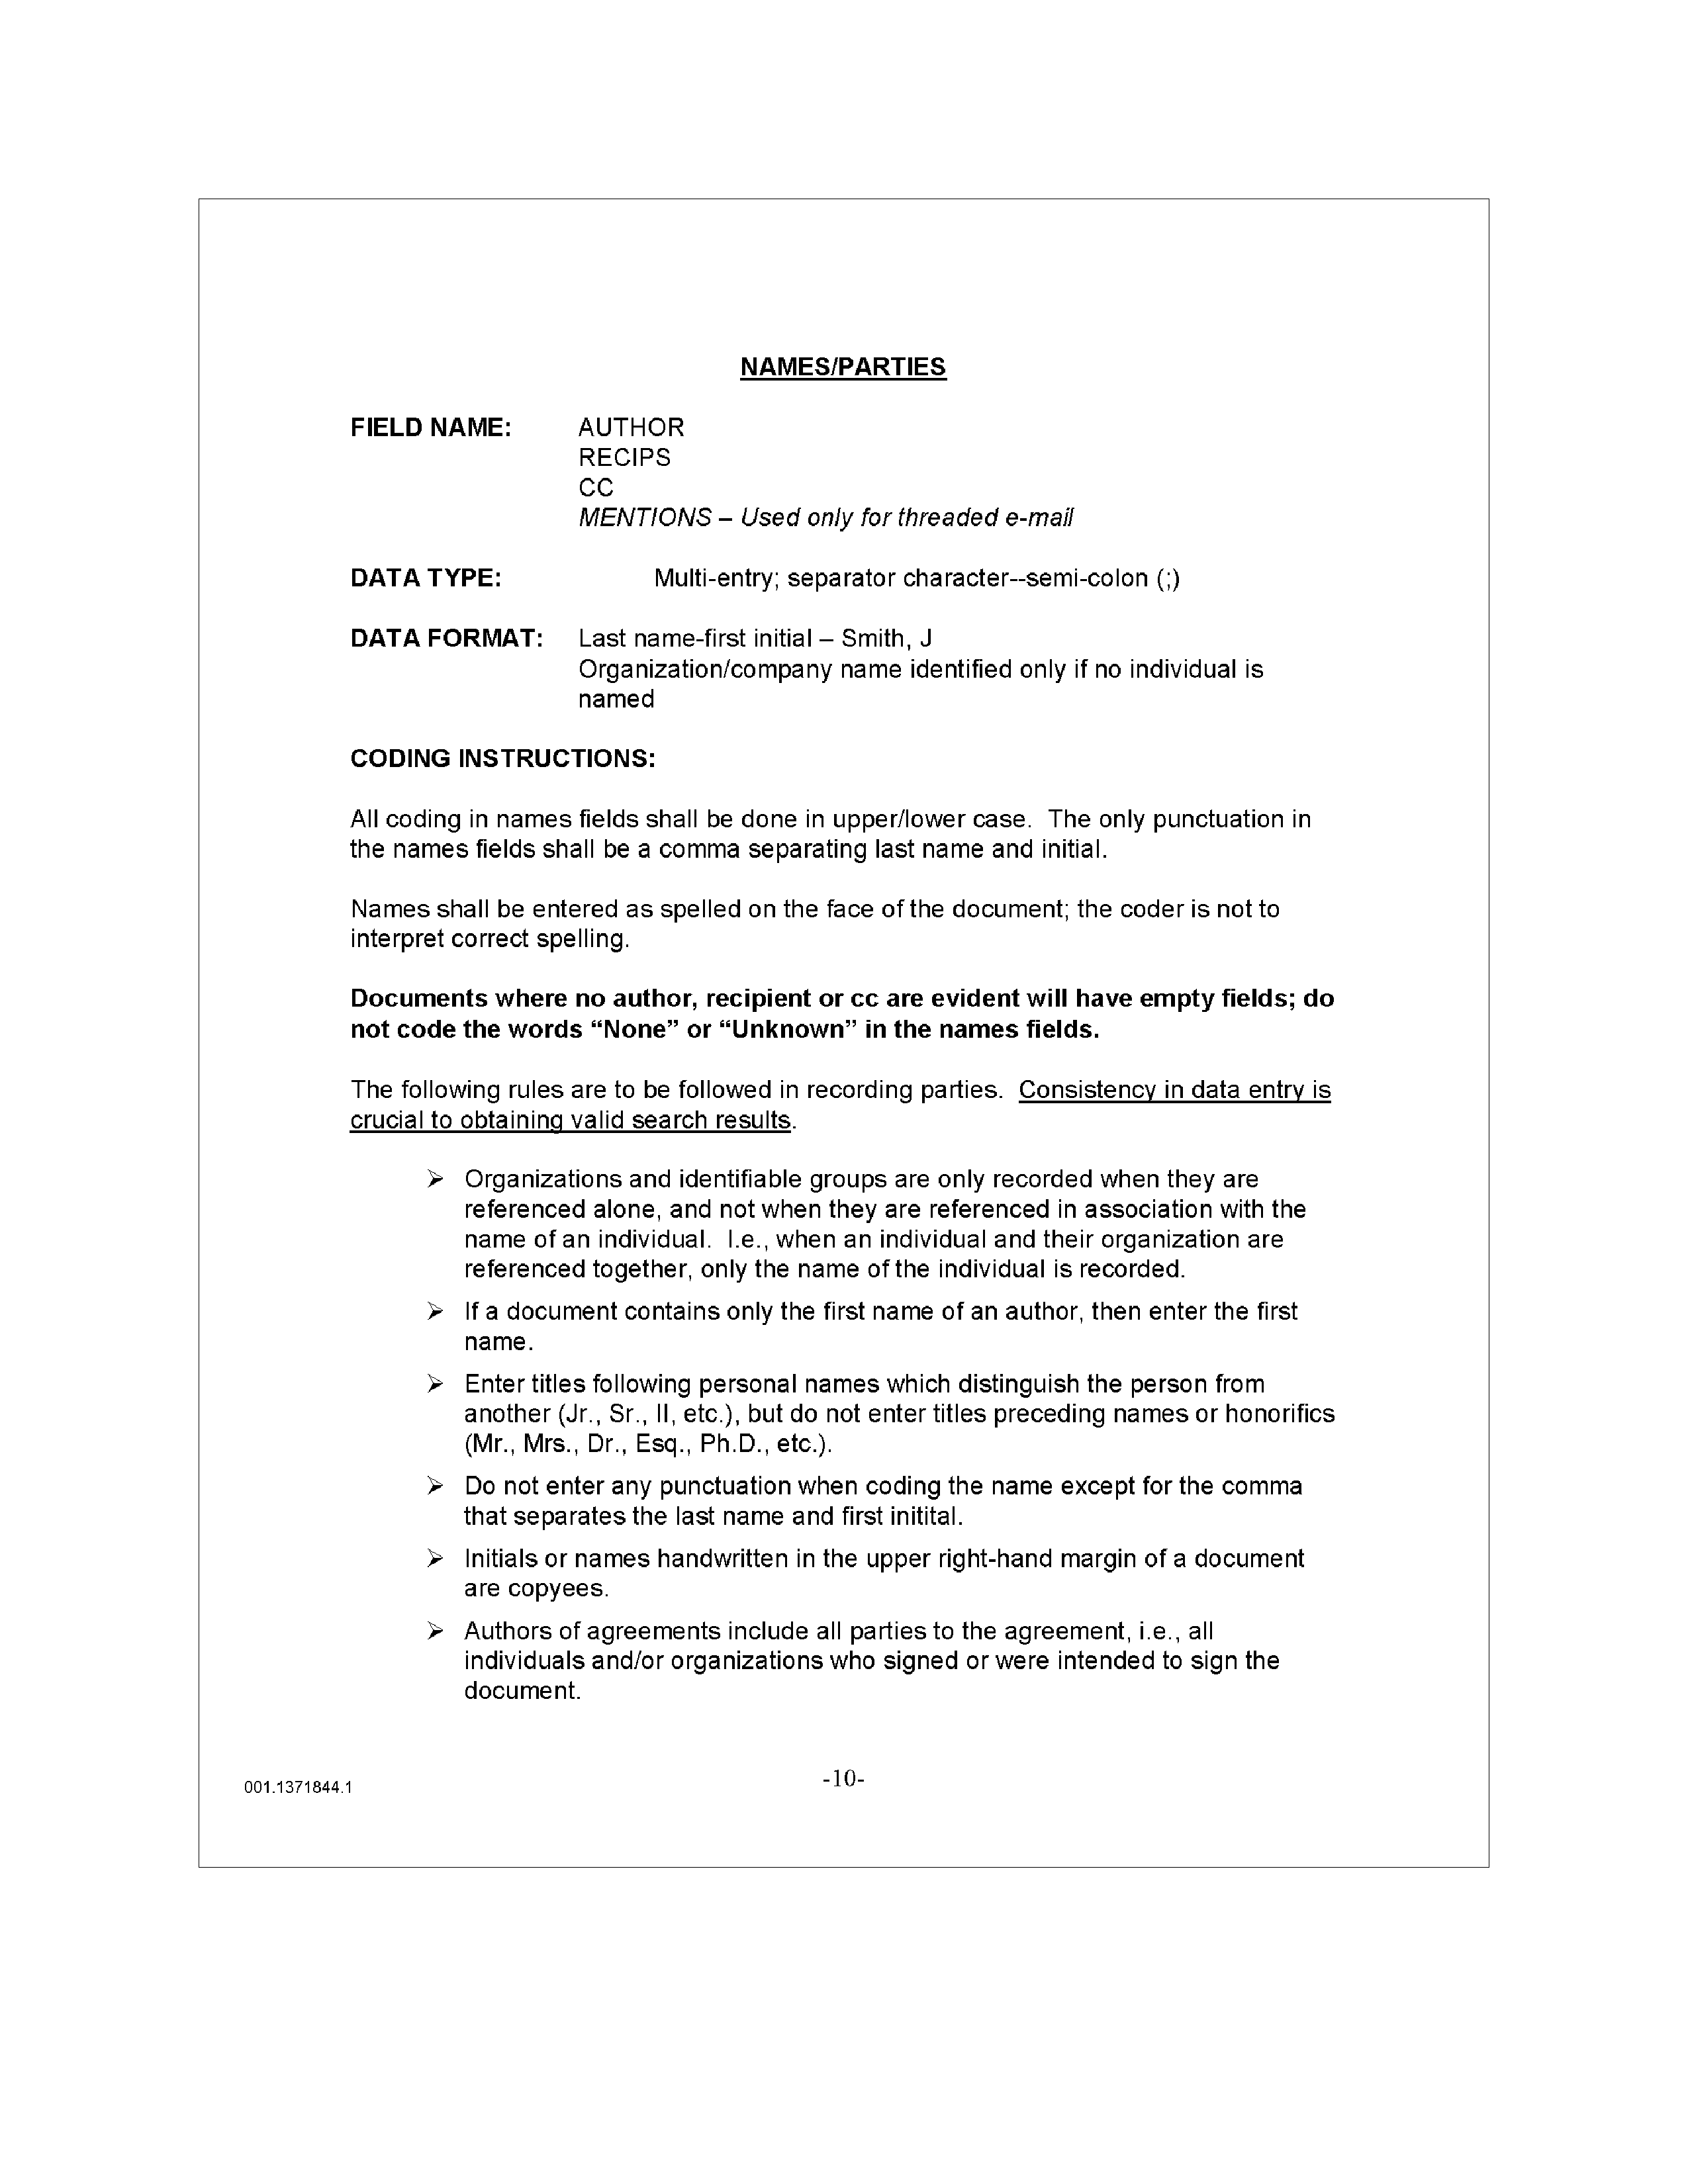 NAMES/PARTIES
FIELD NAME: AUTHOR
RECIPS
CC
MENTIONS – Used only for threaded e-mail
DATA TYPE: Multi-entry; separator character--semi-colon (;)
DATA FORMAT: Last name-first initial – Smith, J
Organization/company name identified only if no individual is
named
CODING INSTRUCTIONS:
All coding in names fields shall be done in upper/lower case. The only punctuation in
the names fields shall be a comma separating last name and initial.
Names shall be entered as spelled on the face of the document; the coder is not to
interpret correct spelling.
Documents where no author, recipient or cc are evident will have empty fields; do
not code the words “None” or “Unknown” in the names fields.
The following rules are to be followed in recording parties. Consistency in data entry is
crucial to obtaining valid search results.
➢ Organizations and identifiable groups are only recorded when they are
referenced alone, and not when they are referenced in association with the
name of an individual. I.e., when an individual and their organization are
referenced together, only the name of the individual is recorded.
➢ If a document contains only the first name of an author, then enter the first
name.
➢ Enter titles following personal names which distinguish the person from
another (Jr., Sr., II, etc.), but do not enter titles preceding names or honorifics
(Mr., Mrs., Dr., Esq., Ph.D., etc.).
➢ Do not enter any punctuation when coding the name except for the comma
that separates the last name and first initital.
➢ Initials or names handwritten in the upper right-hand margin of a document
are copyees.
➢ Authors of agreements include all parties to the agreement, i.e., all
individuals and/or organizations who signed or were intended to sign the
document.
001.1371844.1 -10-